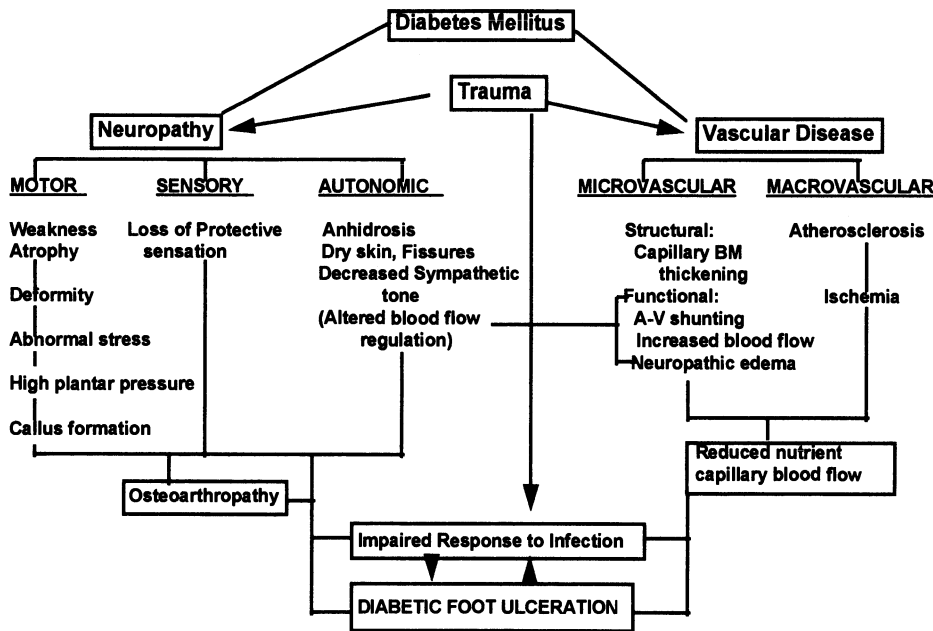 Diabetes Mellitus
Trauma
Neuropathy
Vascular Disease
MOTOR
Weakness
Atrophy
Deformity
Abnormal stress
High plantar pressure
Callus formation
SENSORY
Loss of Protective
sensation
AUTONOMIC
Anhidrosis
Dry skin, Fissures
Decreased Sympathetic
tone
(Altered blood flow
regulation)
MICROVASCULAR
Structural:
Capillary BM
thickening
Functional:
A-V shunting
Increased blood flow
Neuropathic edema
MACROVASCULAR
Atherosclerosis
Ischemia
Osteoarthropathy
Reduced nutrient
capillary blood flow
Impaired Response to Infection
DIABETIC FOOT ULCERATION